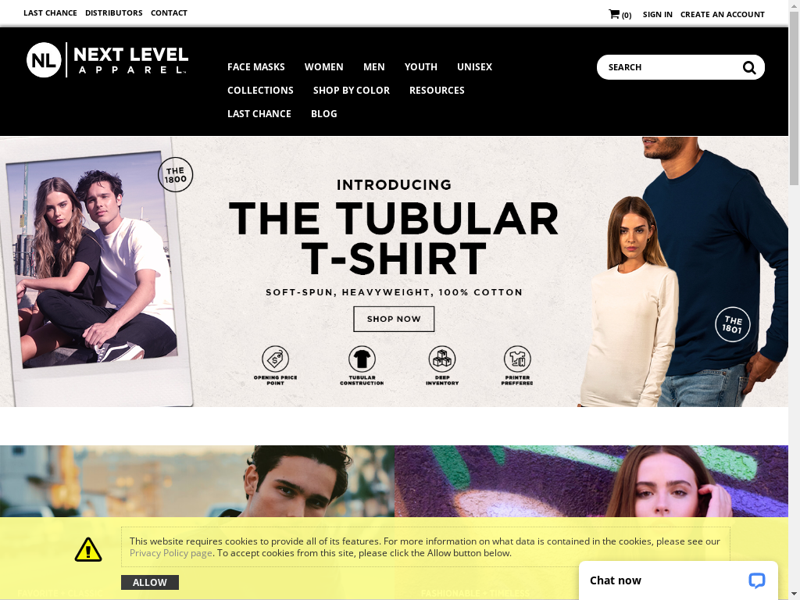 LAST CHANCE DISTRIBUTORS CONTACT
(0) SIGN IN CREATE AN ACCOUNT
NL NEXT LEVEL
APPAREL
FACE MASKS WOMEN MEN YOUTH UNISEX
COLLECTIONS SHOP BY COLOR RESOURCES
LAST CHANCE BLOG
SEARCH
THE
1800
INTRODUCING
THE TUBULAR
T-SHIRT
SOFT-SPUN, HEAVYWEIGHT, 100% COTTON
SHOP NOW
OPENING PRICE
POINT
TUBULAR
CONSTRUCTION
DEEP
INVENTORY
PRINTER
PREFFERSE
THE
1801
This website requires cookies to provide all of its features. For more information on what data is contained in the cookies, please see our
Privacy Policy page. To accept cookies from this site, please click the Allow button below.
ALLOW
Chat now